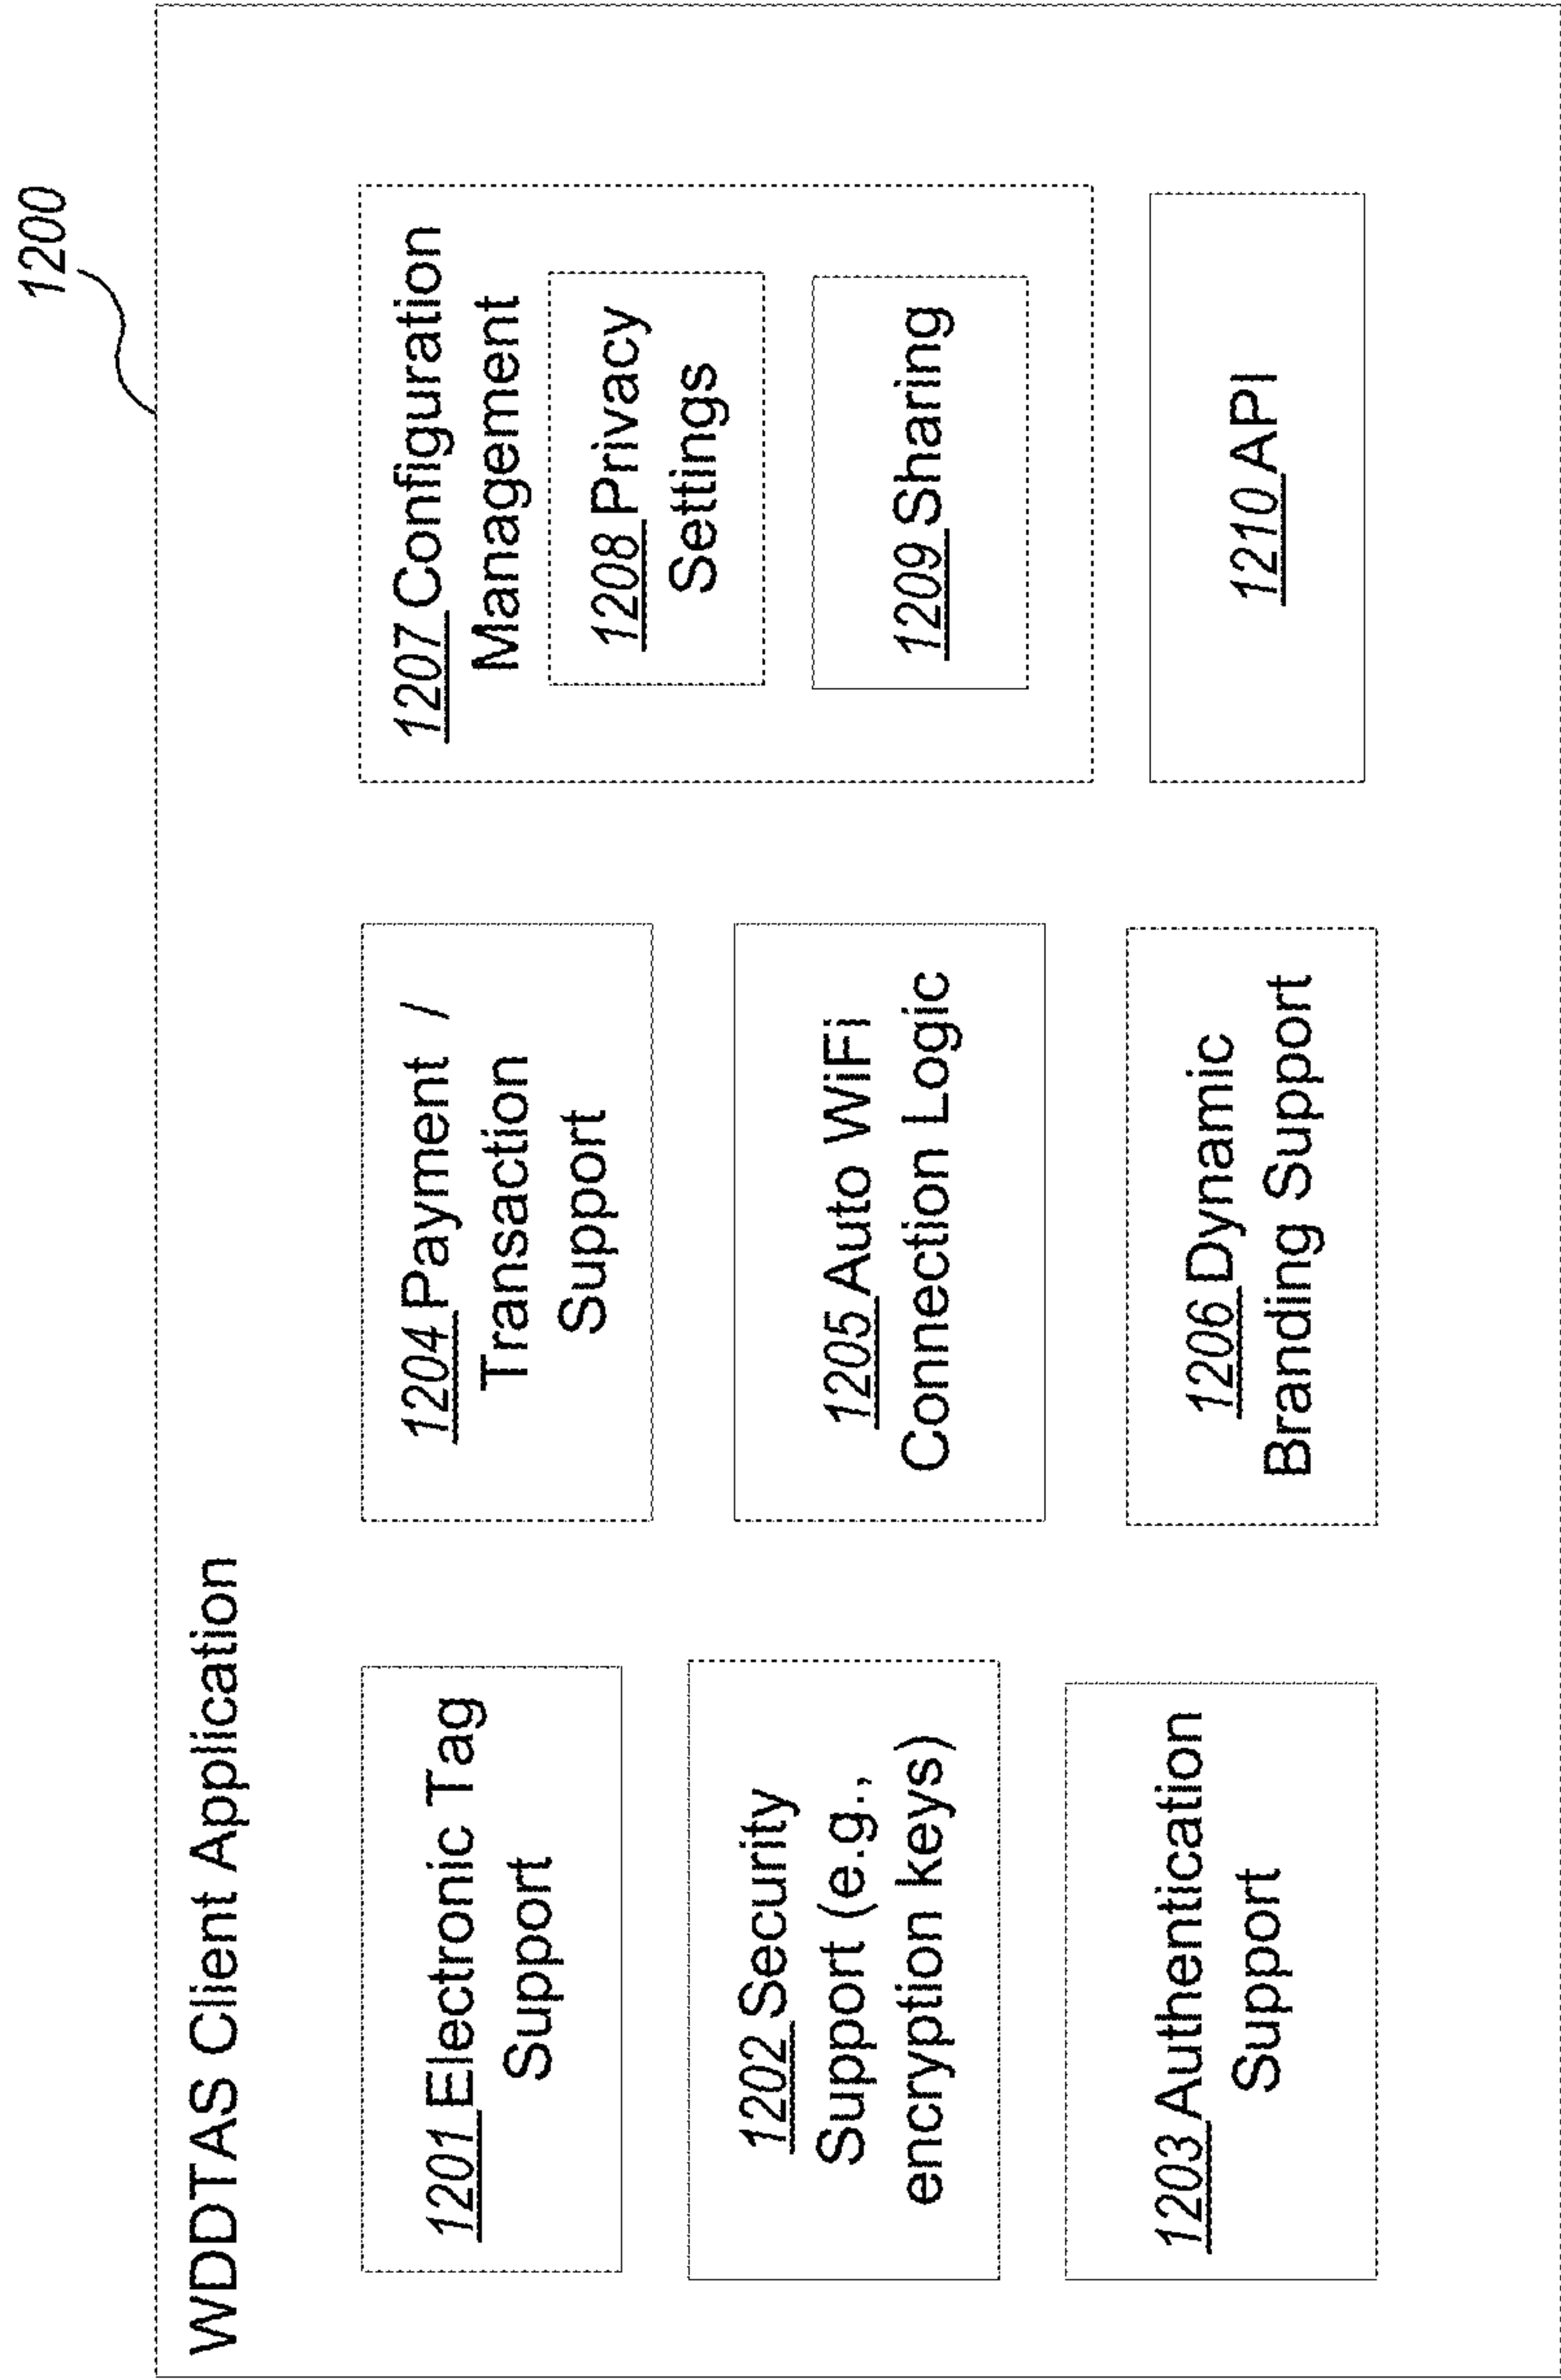 1200
WDDTAS Client Application
1201 Electronic Tag
Support
1202 Security
Support (e.g.,
encryption keys)
1203 Authentication
Support
1204 Payment /
Transaction
Support
1205 Auto WiFi
Connection Logic
1206 Dynamic
Branding Support
1207 Configuration
Management
1208 Privacy
Settings
1209 Sharing
1210 API